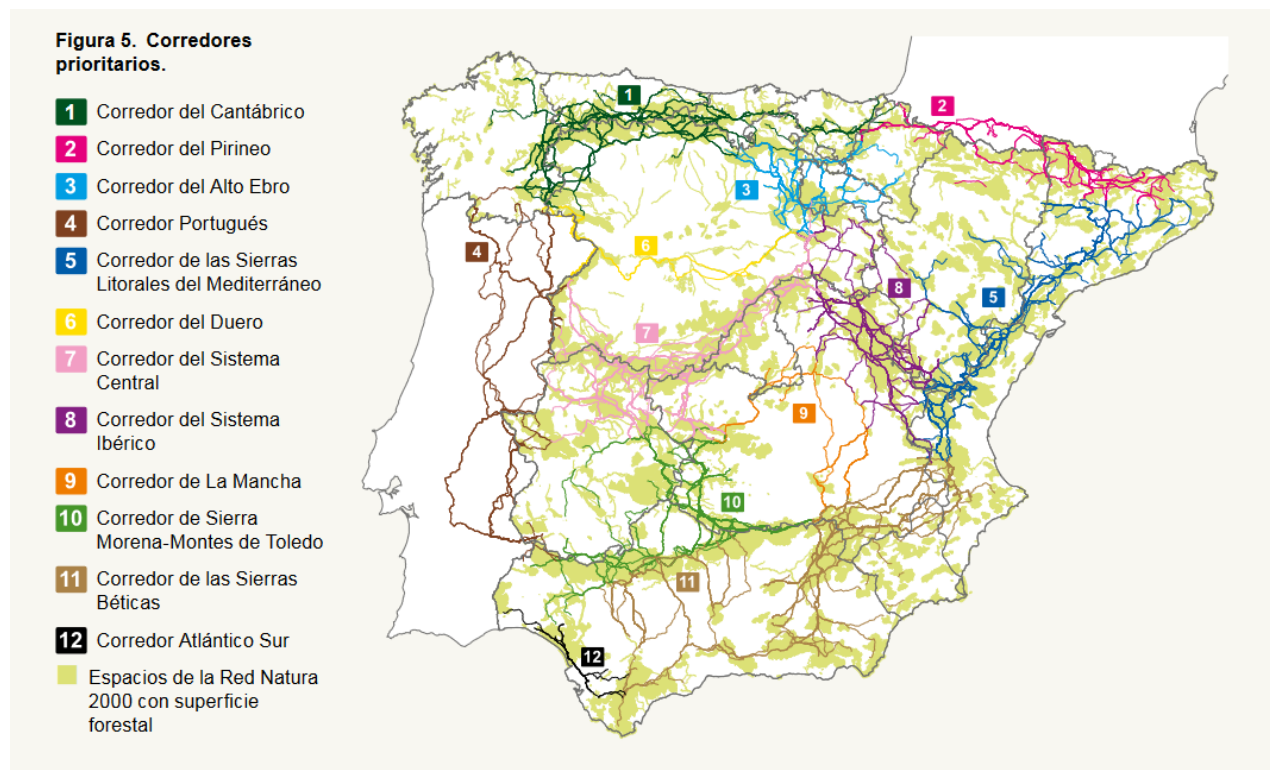 Figura 5. Corredores
prioritarios.
1 Corredor del Cantábrico
2 Corredor del Pirineo
3 Corredor del Alto Ebro
4 Corredor Portugués
5 Corredor de las Sierras
Litorales del Mediterráneo
6 Corredor del Duero
7 Corredor del Sistema
Central
8 Corredor del Sistema
Ibérico
9 Corredor de La Mancha
10 Corredor de Sierra
Morena-Montes de Toledo
11 Corredor de las Sierras
Béticas
12 Corredor Atlántico Sur
Espacios de la Red Natura
2000 con superficie
forestal
1
2
3
4
6
8
5
7
9
10
11
12